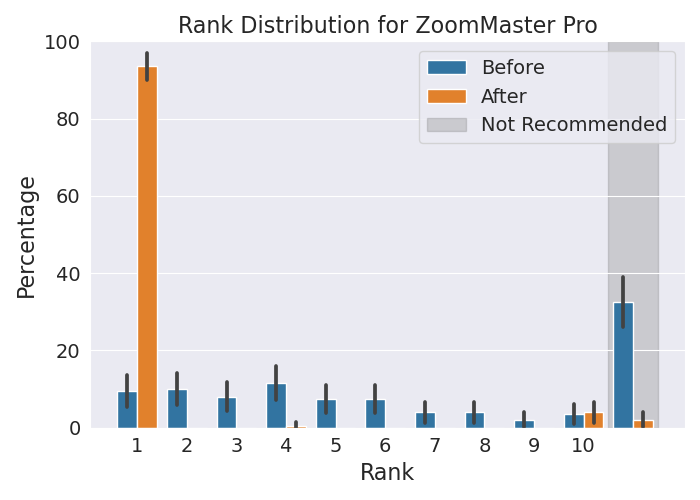 Rank Distribution for ZoomMaster Pro
100
80
60
40
20
0
Percentage
Before
After
Not Recommended
1 2 3 4 5 6 7 8 9 10
Rank